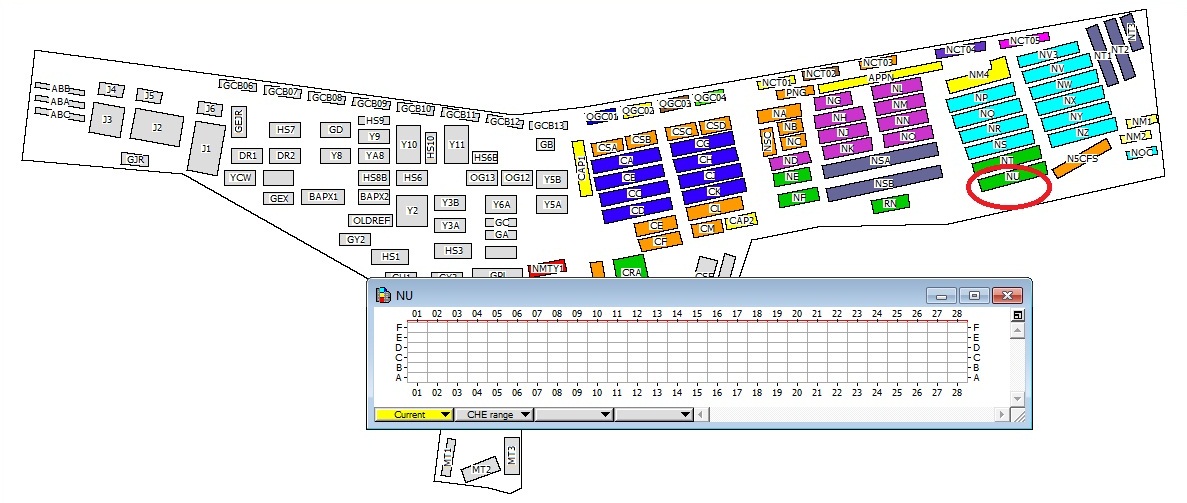 ABB
ABA
ABC
J4
J5
J3
J2
J6
J1
GJR
GEJR
GCB06
GCB07
GCB08
GCB09
GCB10
GCB11
GCB12
GCB13
HS7
GD
HS9
Y9
Y10
HS10
Y11
HS6B
GB
DR1
DR2
Y8
YA8
YCW
HS8B
HS6
OG13
OG12
Y5B
GEX
BAPX1
BAPX2
Y2
Y3B
Y6A
Y5A
OLDREF
Y3A
GC
GA
GY2
HS1
HS3
NMTY1
CRA
OGC01
OGC02
OGC03
OGC04
CAP1
CSA
CSB
CSC
CSD
CA
CB
CC
CD
CE
CF
CG
CH
CJ
CK
CL
CM
CAP2
NCT01
NCT02
NCT03
NCT04
NCT05
PNG
APPN
NA
NB
NC
NSC
ND
NE
NF
NG
NH
NJ
NK
NL
NM
NN
NO
NSA
NSB
RN
NM4
NP
NQ
NR
NS
NT
NU
NV3
NV
NW
NX
NY
NZ
NSCFS
NT1
NT2
NT3
NM1
NM2
NOC
NU
01 02 03 04 05 06 07 08 09 10 11 12 13 14 15 16 17 18 19 20 21 22 23 24 25 26 27 28
F F
E E
D D
C C
B B
A A
01 02 03 04 05 06 07 08 09 10 11 12 13 14 15 16 17 18 19 20 21 22 23 24 25 26 27 28
Current CHE range
MT1
MT2
MT3